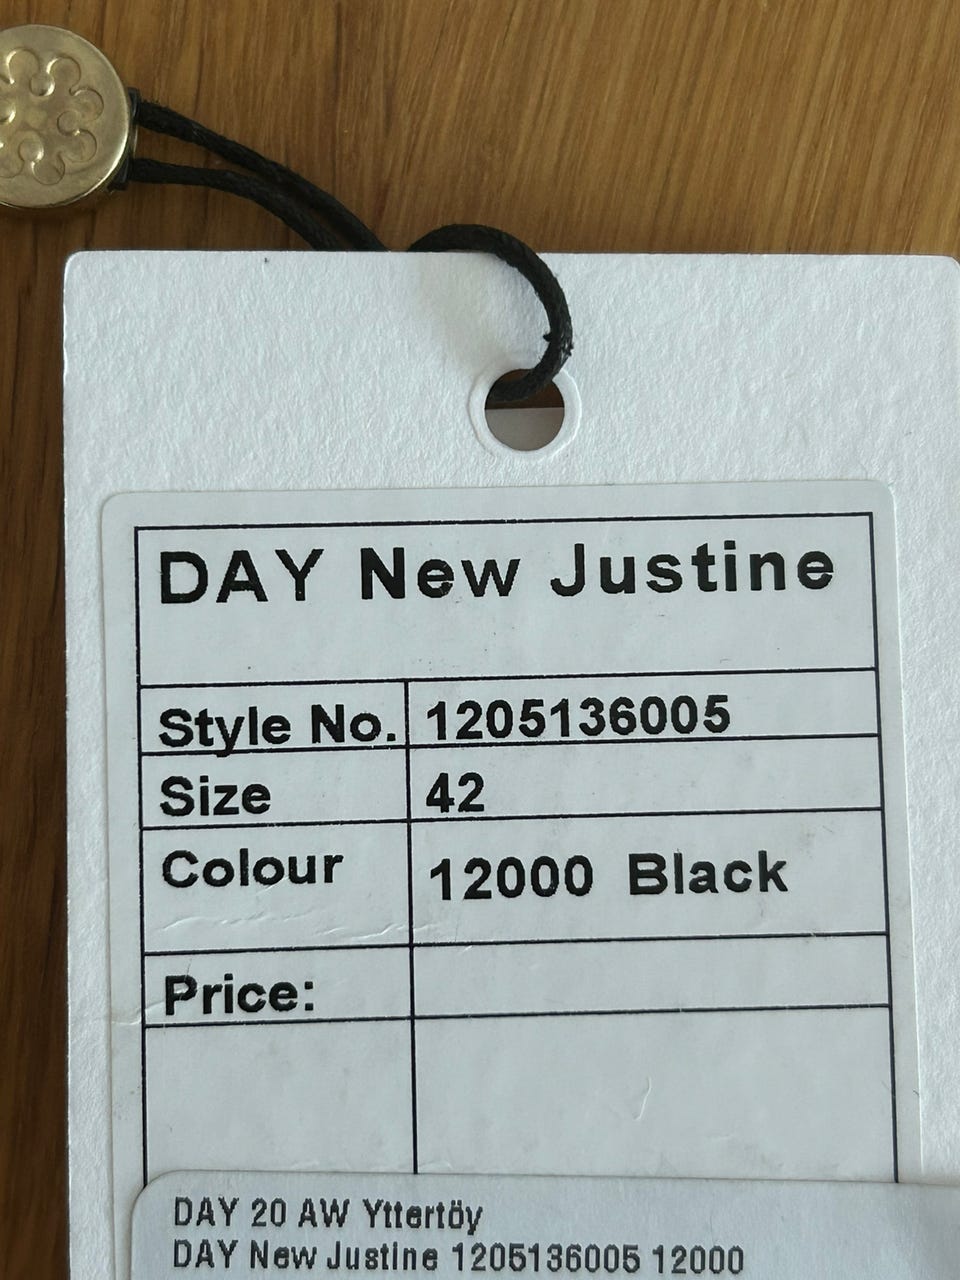 DAY New Justine
Style No. 1205136005
Size 42
Colour 12000 Black
Price:
DAY 20 AW Yttertöy
DAY New Justine 1205136005 12000